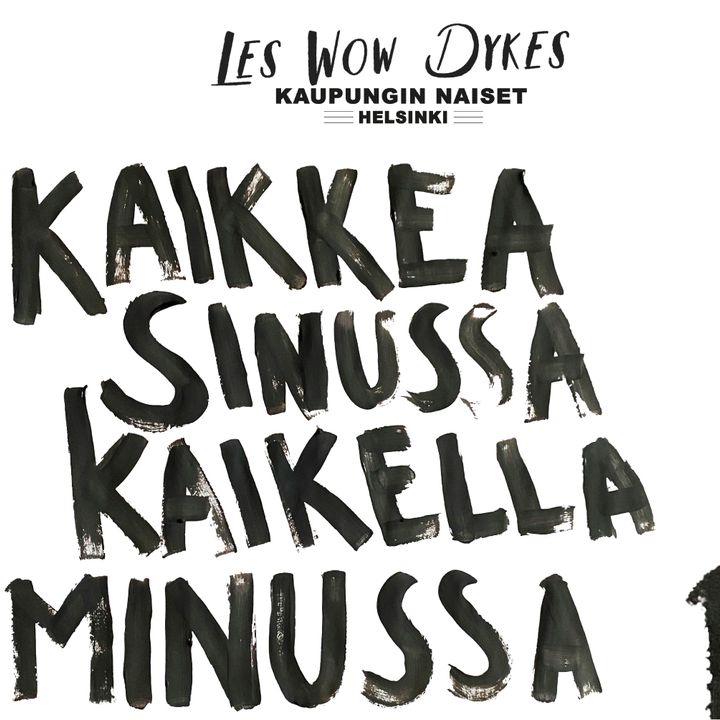 LES WOW DYKES
KAUPUNGIN NAISET
HELSINKI
KAIKKEA
SINUSSA
KAIKELLA
MINUSSA